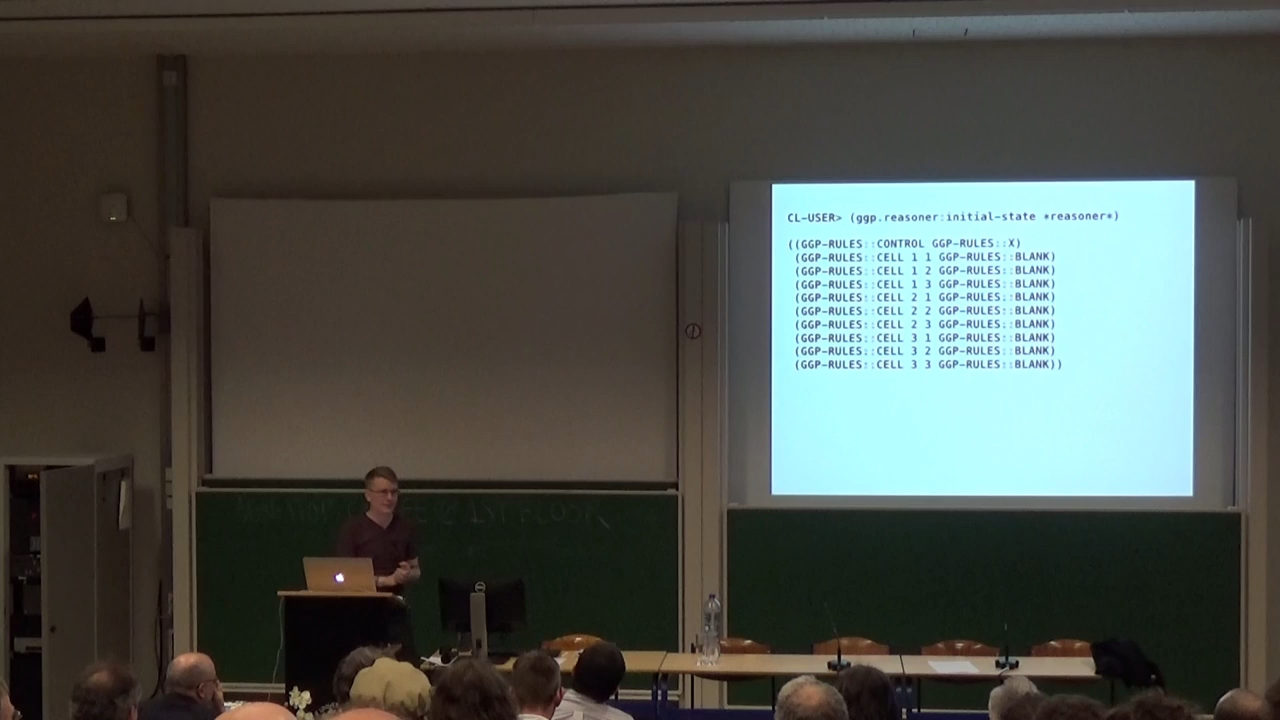 CL-USER> (ggp.reasoner:initial-state *reasoner*)
((GGP-RULES::CONTROL GGP-RULES::X)
(GGP-RULES::CELL 1 1 GGP-RULES::BLANK)
(GGP-RULES::CELL 1 2 GGP-RULES::BLANK)
(GGP-RULES::CELL 1 3 GGP-RULES::BLANK)
(GGP-RULES::CELL 2 1 GGP-RULES::BLANK)
(GGP-RULES::CELL 2 2 GGP-RULES::BLANK)
(GGP-RULES::CELL 2 3 GGP-RULES::BLANK)
(GGP-RULES::CELL 3 1 GGP-RULES::BLANK)
(GGP-RULES::CELL 3 2 GGP-RULES::BLANK)
(GGP-RULES::CELL 3 3 GGP-RULES::BLANK))